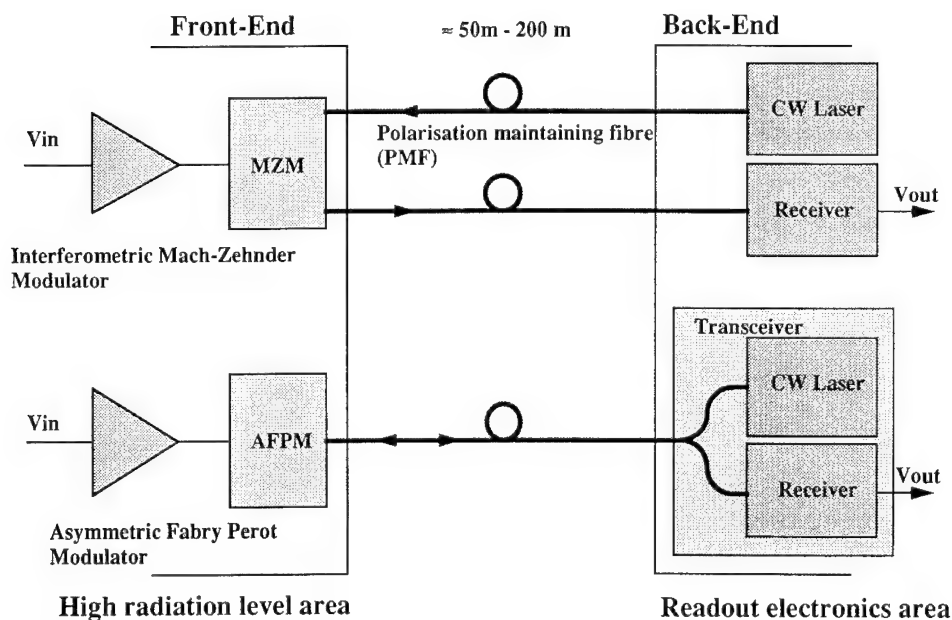 Front-End
≈ 50m - 200 m
Back-End
Vin
MZM
Polarisation maintaining fibre
(PMF)
CW Laser
Receiver
Vout
Interferometric Mach-Zehnder
Modulator
Transceiver
CW Laser
Vin
AFPM
Receiver
Vout
Asymmetric Fabry Perot
Modulator
High radiation level area
Readout electronics area